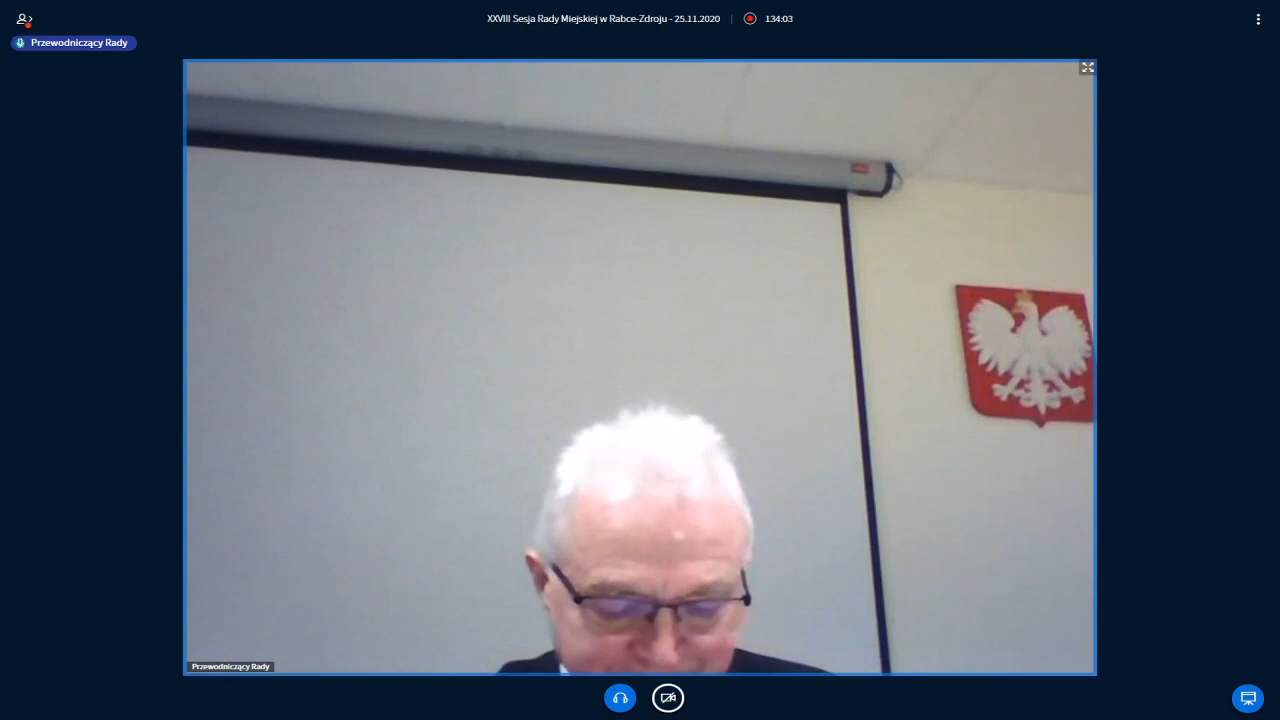 XXVIII Sesja Rady Miejskiej w Rabce-Zdroju - 25.11.2020 | 134:03
Przewodniczący Rady
Przewodniczący Rady